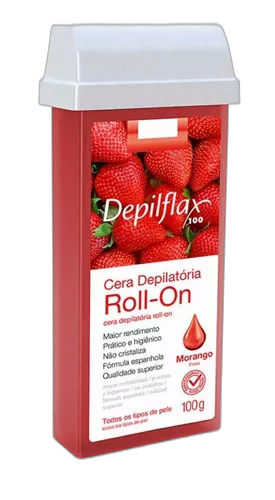 Depilflax
100
Cera Depilatória
Roll-On
cera depilatória roll-on
Maior rendimento
Prático e higiênico
Não cristaliza
Fórmula espanhola
Qualidade superior
Morango
Todos os tipos de pele
100g